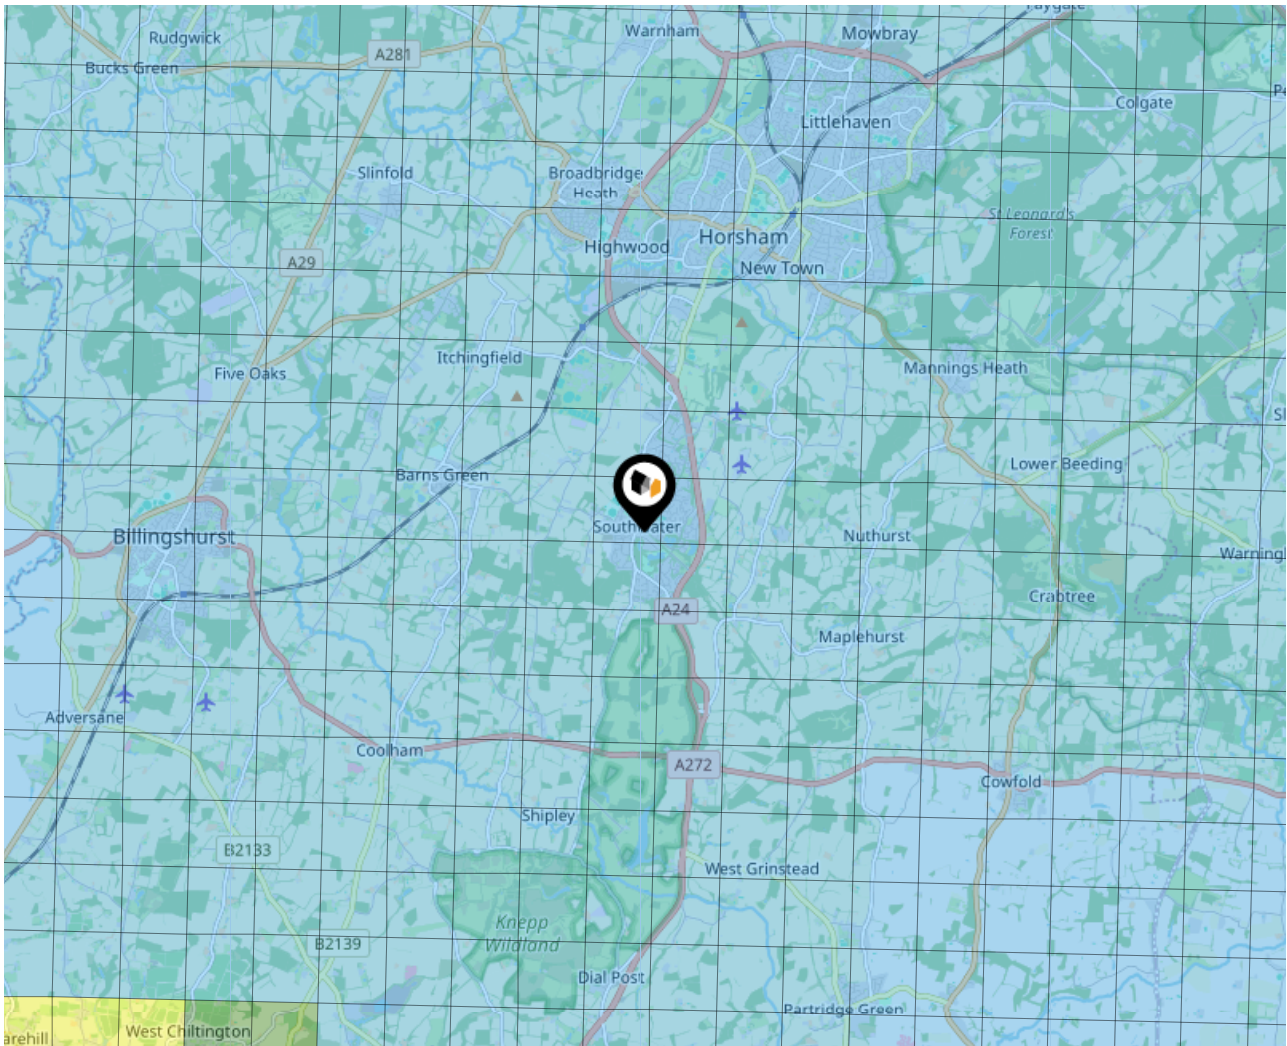 Rudgwick
Bucks Green
A281
Warnham
Mowbray
Faygate
Colgate
Littlehaven
Slinfold
Broadbridge
Heath
St Leonard's
Forest
Highwood
Horsham
New Town
A29
Itchingfield
Five Oaks
Mannings Heath
Barns Green
Lower Beeding
Southwater
Billingshurst
Nuthurst
Crabtree
A24
Maplehurst
Adversane
Coolham
A272
Cowfold
Shipley
B2133
West Grinstead
Knepp
Wildland
B2139
Dial Post
Partridge Green
West Chiltington